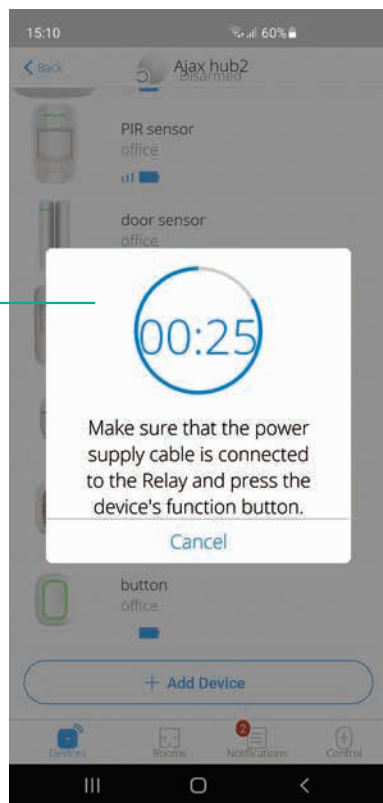 15:10
60%
Back
Ajax hub2
Disarmed
PIR sensor
office
door sensor
office
00:25
Make sure that the power
supply cable is connected
to the Relay and press the
device's function button.
Cancel
button
office
+ Add Device
2
Devices
Rooms
Notifications
Control